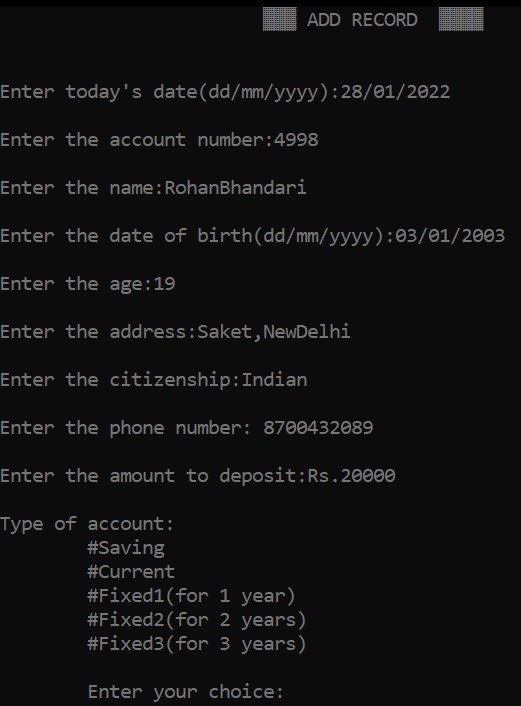 ADD RECORD
Enter today's date(dd/mm/yyyy):28/01/2022
Enter the account number:4998
Enter the name:RohanBhandari
Enter the date of birth(dd/mm/yyyy):03/01/2003
Enter the age:19
Enter the address:Saket,NewDelhi
Enter the citizenship:Indian
Enter the phone number: 8700432089
Enter the amount to deposit:Rs.20000
Type of account:
#Saving
#Current
#Fixed1(for 1 year)
#Fixed2(for 2 years)
#Fixed3(for 3 years)
Enter your choice: